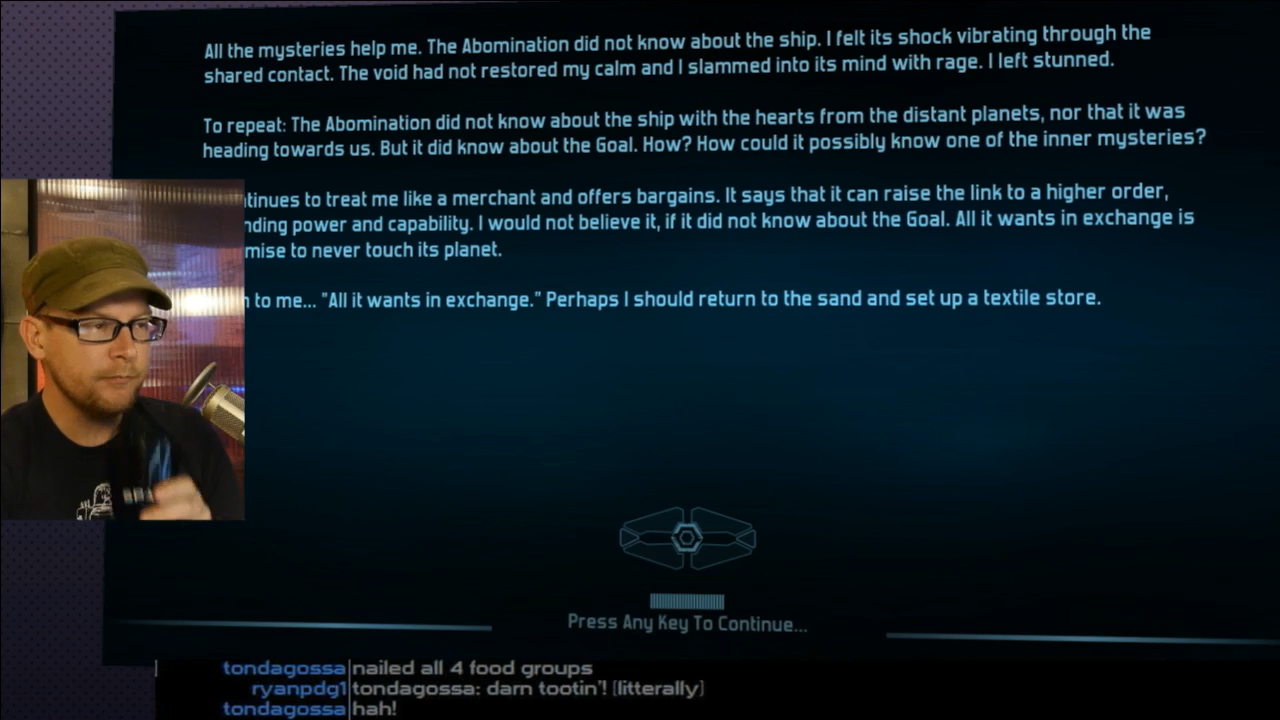 All the mysteries help me. The Abomination did not know about the ship. I felt its shock vibrating through the
shared contact. The void had not restored my calm and I slammed into its mind with rage. I left stunned.
To repeat: The Abomination did not know about the ship with the hearts from the distant planets, nor that it was
heading towards us. But it did know about the Goal. How? How could it possibly know one of the inner mysteries?
to treat me like a merchant and offers bargains. It says that it can raise the link to a higher order,
power and capability. I would not believe it, if it did not know about the Goal. All it wants in exchange is
to never touch its planet.
to me... "All it wants in exchange." Perhaps I should return to the sand and set up a textile store.
Press Any Key To Continue...
tondagossa nailed all 4 food groups
ryanpdg1 tondagossa: darn tootin'! (litterally)
tondagossa hah!